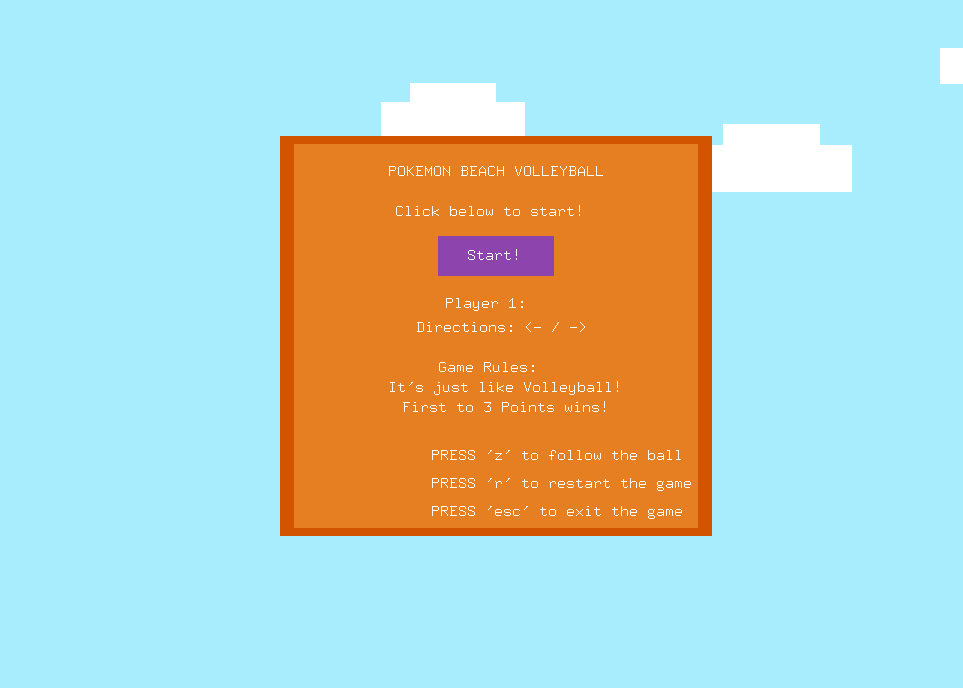 POKEMON BEACH VOLLEYBALL
Click below to start!
Start!
Player 1:
Directions: <- / ->
Game Rules:
It's just like Volleyball!
First to 3 Points wins!
PRESS 'z' to follow the ball
PRESS 'r' to restart the game
PRESS 'esc' to exit the game